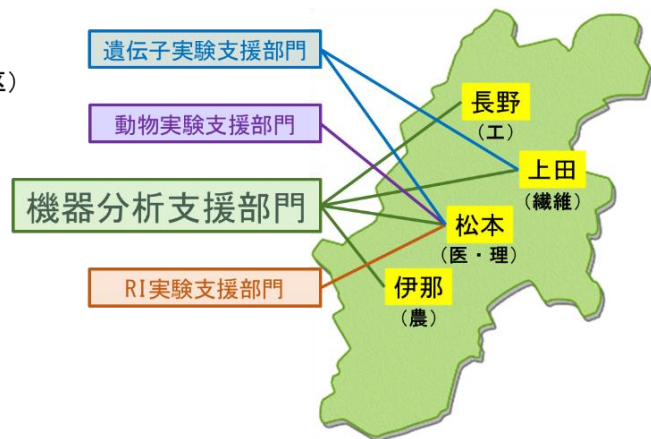 遺伝子実験支援部門
区)
動物実験支援部門
機器分析支援部門
RI実験支援部門
長野
(工)
上田
(繊維)
松本
(医・理)
伊那
(農)